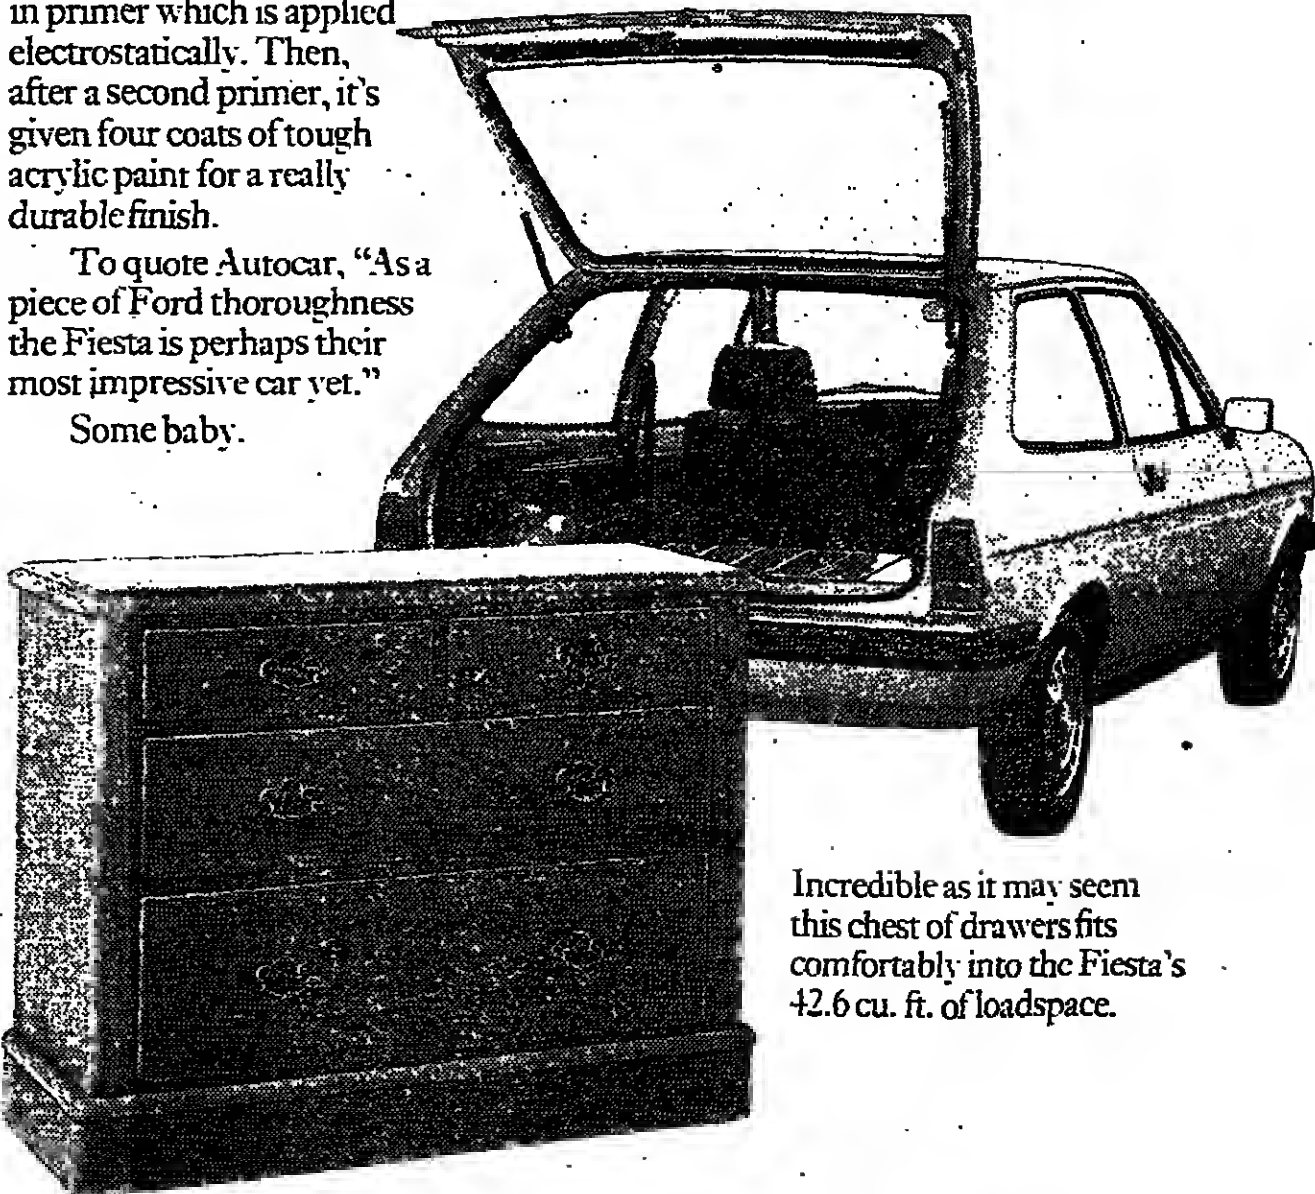 in primer which is applied
electrostatically. Then,
after a second primer, it's
given four coats of tough
acrylic paint for a really
durable finish.
To quote Autocar, “As a
piece of Ford thoroughness
the Fiesta is perhaps their
most impressive car yet.”
Some baby.
Incredible as it may seem
this chest of drawers fits
comfortably into the Fiesta's
42.6 cu. ft. of loadspace.